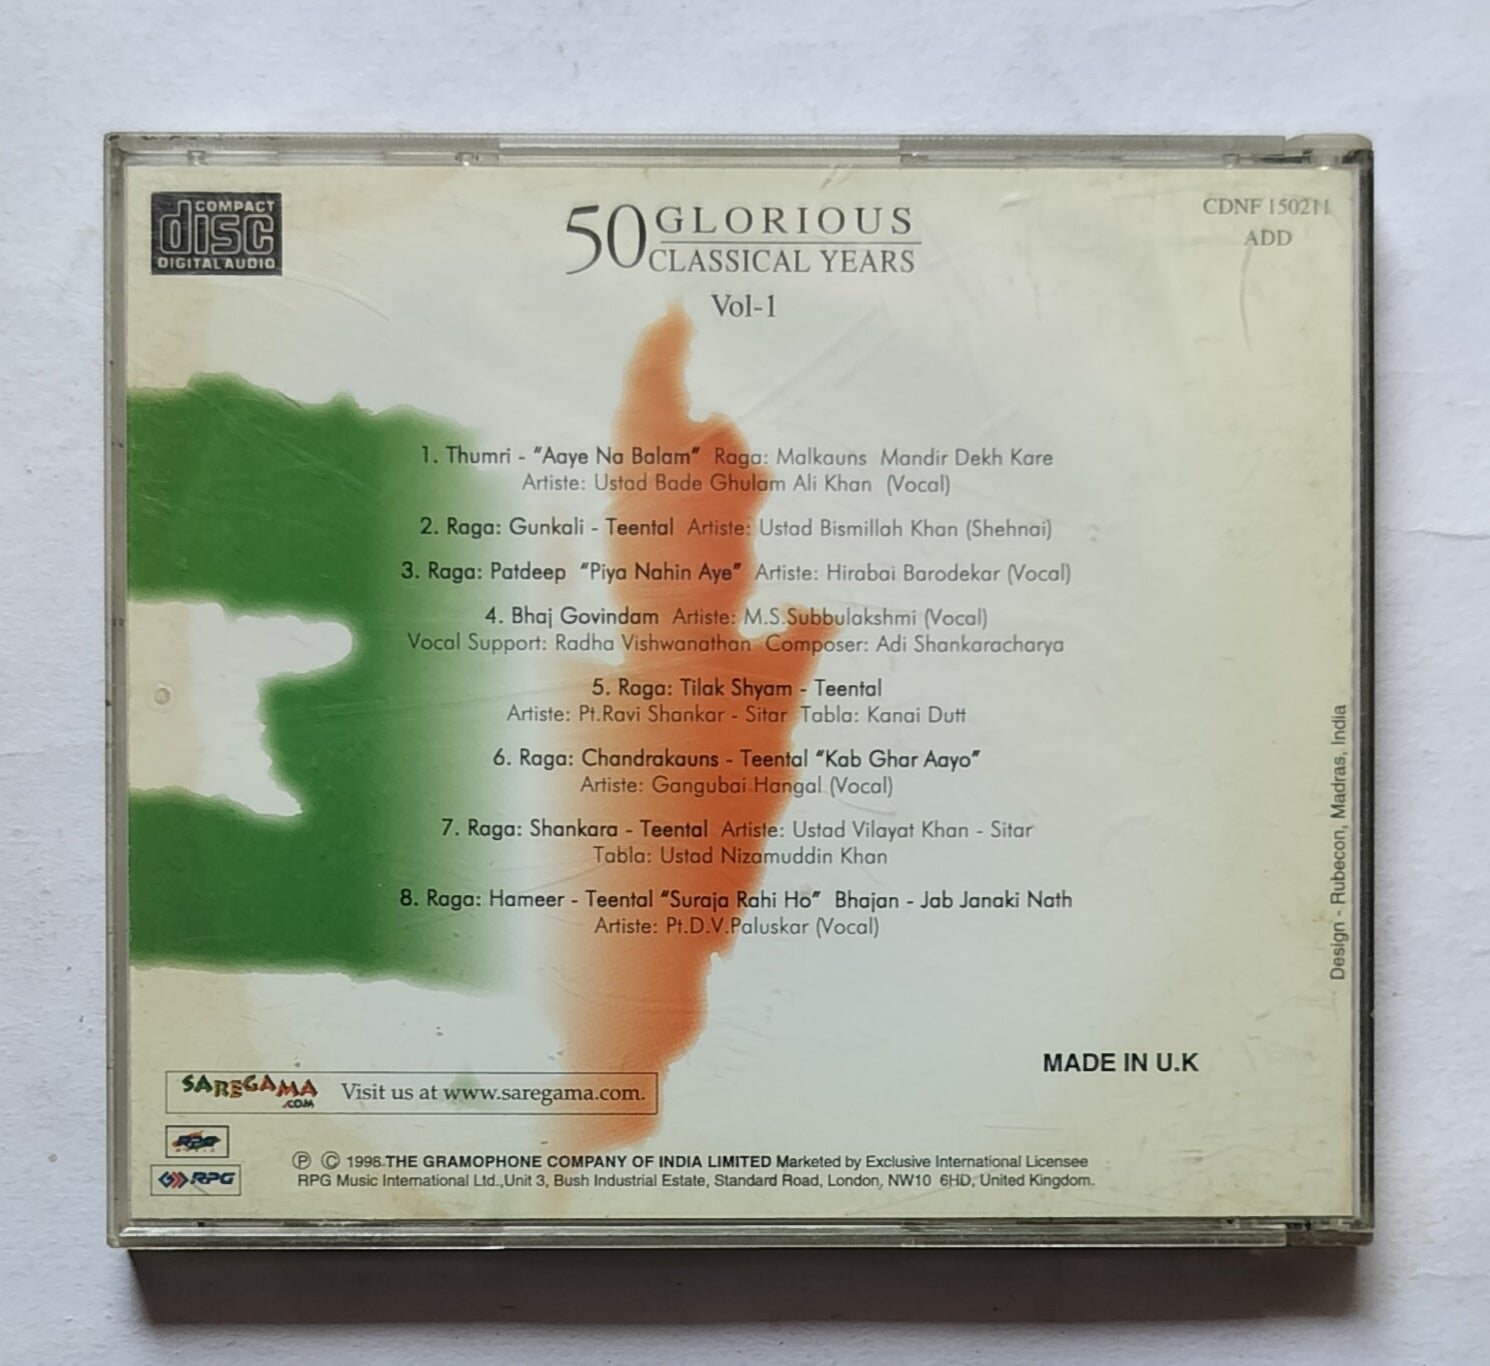 COMPACT
disc
DIGITAL AUDIO
50 GLORIOUS
CLASSICAL YEARS
Vol-1
CDNF 150211
ADD
1. Thumri - "Aaye Na Balam" Raga: Malkauns Mandir Dekh Kare
Artiste: Ustad Bade Ghulam Ali Khan (Vocal)
2. Raga: Gunkali - Teental Artiste: Ustad Bismillah Khan (Shehnai)
3. Raga: Patdeep "Piya Nahin Aye" Artiste: Hirabai Barodekar (Vocal)
4. Bhaj Govindam Artiste: M.S.Subbulakshmi (Vocal)
Vocal Support: Radha Vishwanathan Composer: Adi Shankaracharya
5. Raga: Tilak Shyam - Teental
Artiste: Pt.Ravi Shankar - Sitar Tabla: Kanai Dutt
6. Raga: Chandrakauns - Teental "Kab Ghar Aayo"
Artiste: Gangubai Hangal (Vocal)
7. Raga: Shankara - Teental Artiste: Ustad Vilayat Khan - Sitar
Tabla: Ustad Nizamuddin Khan
8. Raga: Hameer - Teental "Suraja Rahi Ho" Bhajan - Jab Janaki Nath
Artiste: Pt.D.V.Paluskar (Vocal)
Design - Rubecon, Madras, India
MADE IN U.K
SAREGAMA
.COM
Visit us at www.saregama.com.
RPG
MUSIC
RPG
Ⓟ © 1998.THE GRAMOPHONE COMPANY OF INDIA LIMITED Marketed by Exclusive International Licensee
RPG Music International Ltd.,Unit 3, Bush Industrial Estate, Standard Road, London, NW10 6HD, United Kingdom.